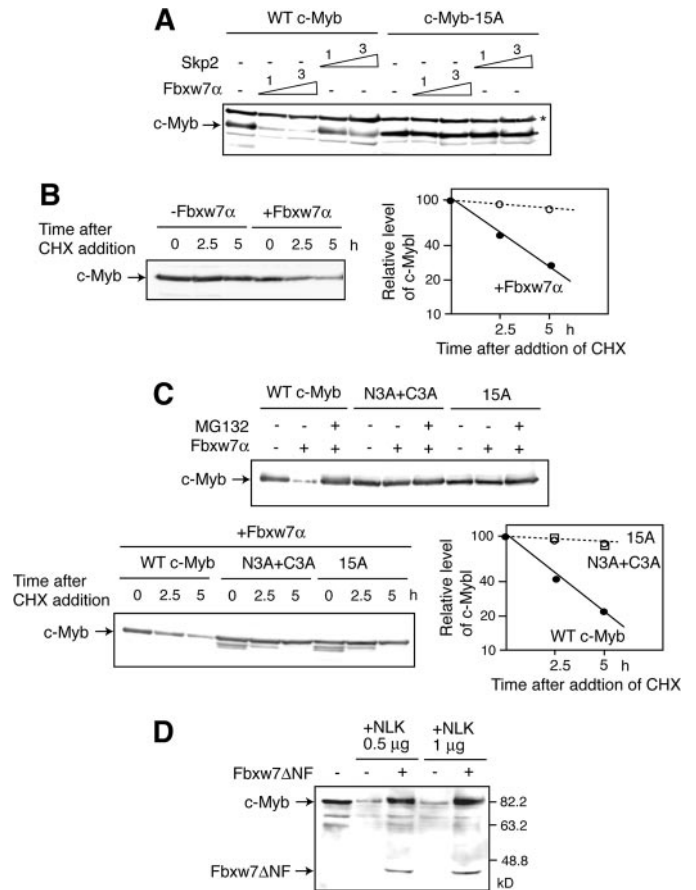 A
WT c-Myb c-Myb-15A
Skp2 - - - 1 3 - - - 1 3
Fbxw7α - 1 3 - - - 1 3 - -
c-Myb *
B
-Fbxw7α +Fbxw7α
Time after CHX addition 0 2.5 5 0 2.5 5 h
c-Myb
Relative level of c-Mybl
100
40
20
10
+Fbxw7α
2.5 5 h
Time after addtion of CHX
C
WT c-Myb N3A+C3A 15A
MG132 - - + - - + - - +
Fbxw7α - + + - + + - + +
c-Myb
+Fbxw7α
WT c-Myb N3A+C3A 15A
Time after CHX addition 0 2.5 5 0 2.5 5 0 2.5 5 h
c-Myb
Relative level of c-Mybl
100
40
20
10
15A
N3A+C3A
WT c-Myb
2.5 5 h
Time after addtion of CHX
D
+NLK 0.5 µg +NLK 1 µg
Fbxw7ΔNF - - + - +
c-Myb
Fbxw7ΔNF
82.2
63.2
48.8
kD